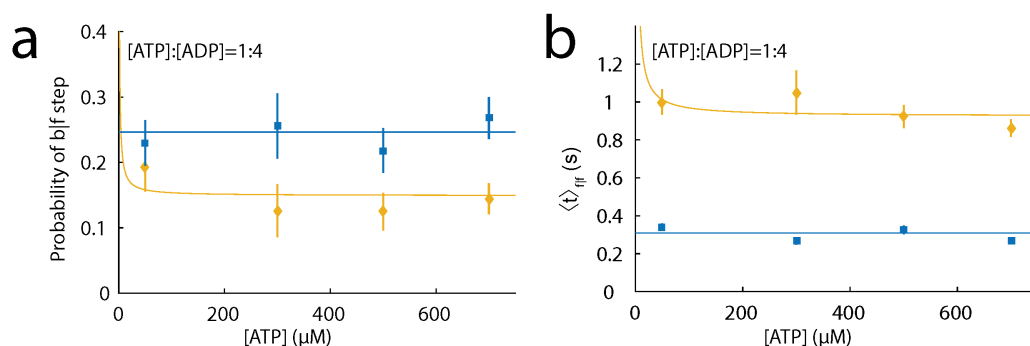 a
[ATP]:[ADP]=1:4
Probability of b|f step
0.4
0.3
0.2
0.1
0
0 200 400 600
[ATP] (μM)
b
[ATP]:[ADP]=1:4
⟨t⟩f|f (s)
1.2
1
0.8
0.6
0.4
0.2
0
0 200 400 600
[ATP] (μM)